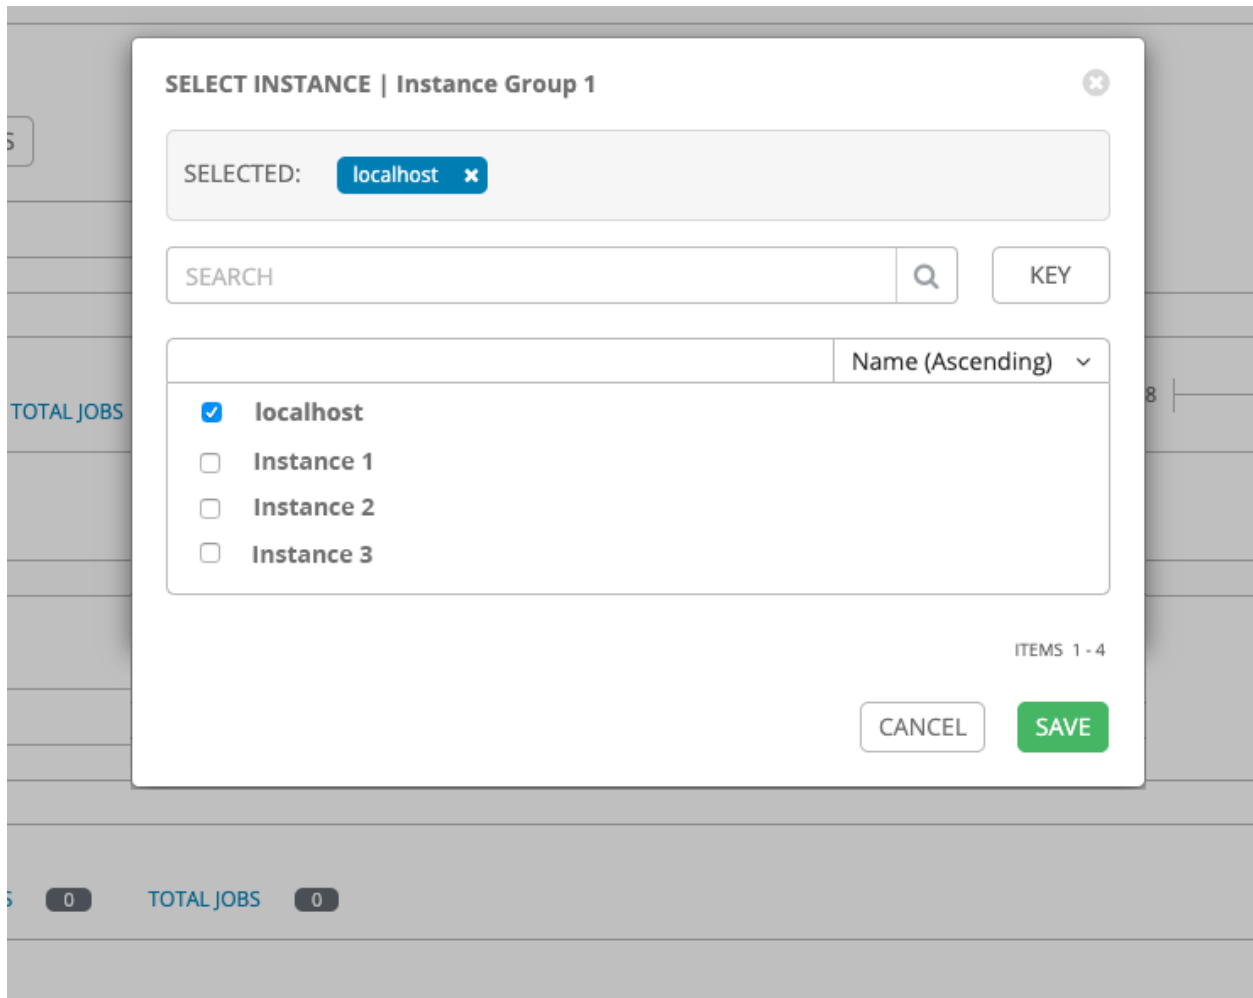 SELECT INSTANCE | Instance Group 1
S
SELECTED: localhost
SEARCH KEY
Name (Ascending)
8
TOTAL JOBS
localhost
Instance 1
Instance 2
Instance 3
ITEMS 1 - 4
CANCEL SAVE
S 0 TOTAL JOBS 0